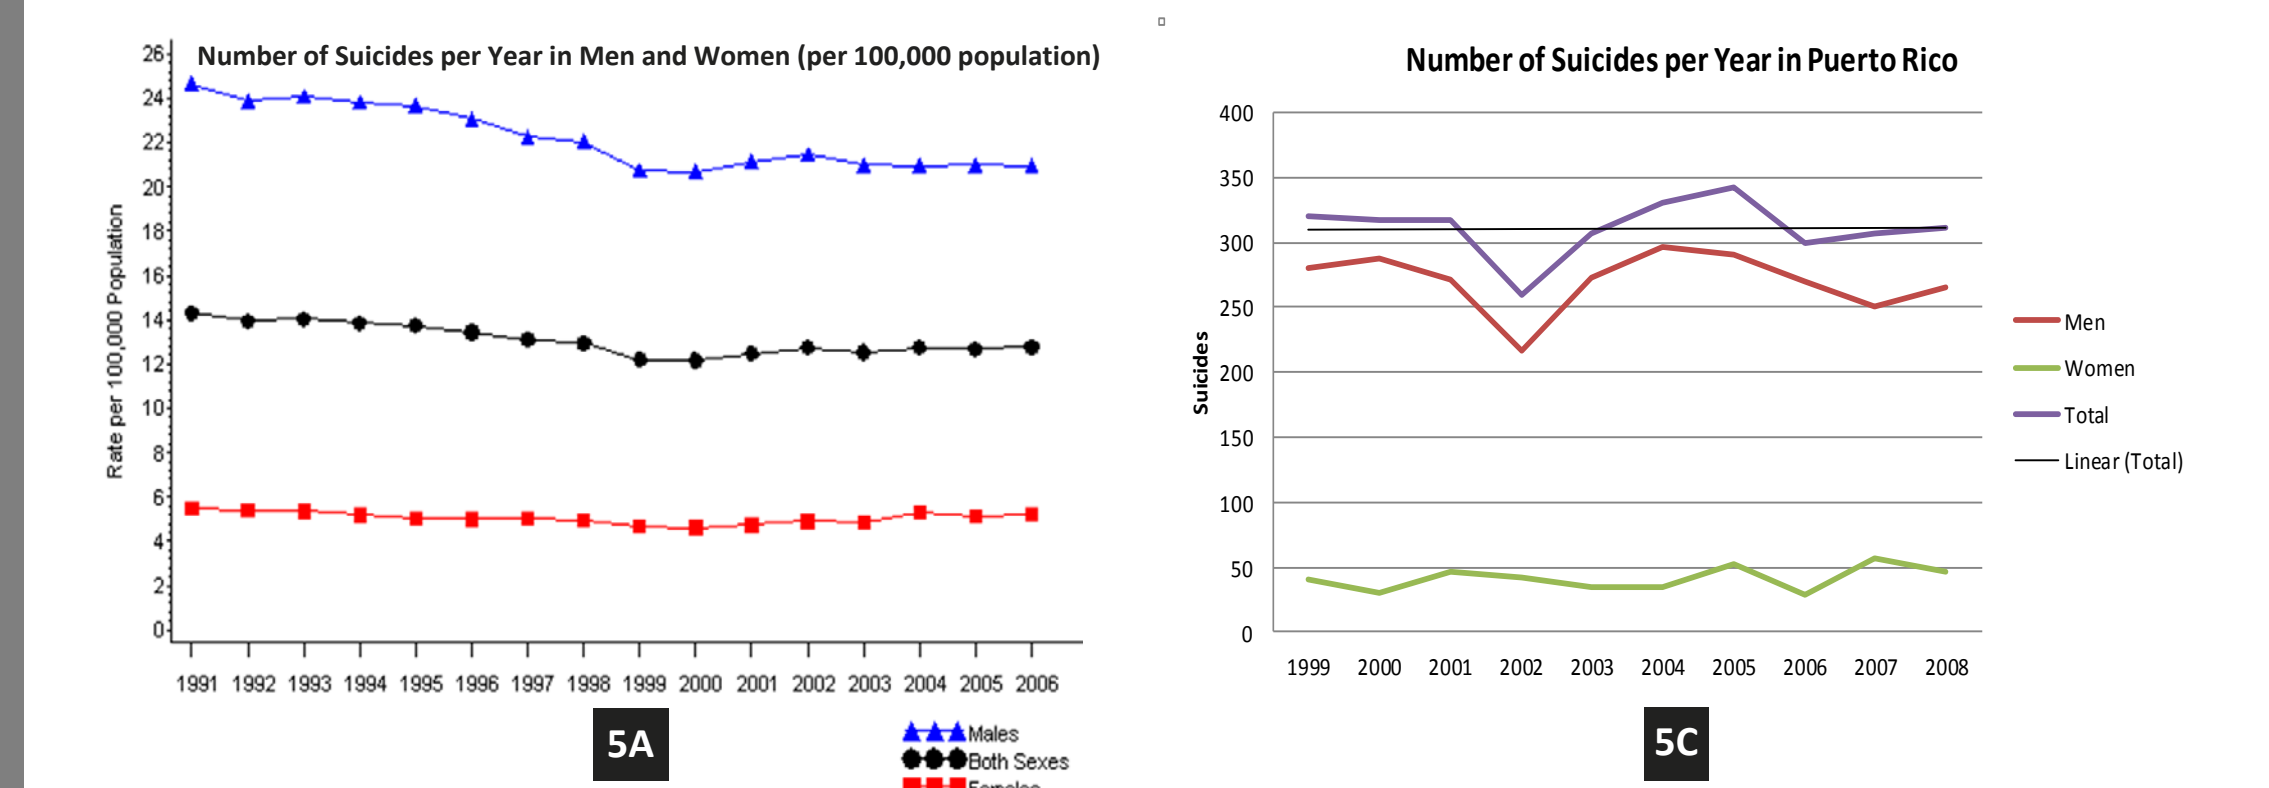 Number of Suicides per Year in Men and Women (per 100,000 population)
26
24
22
20
18
16
14
12
10
8
6
4
2
0
Rate per 100,000 Population
1991 1992 1993 1994 1995 1996 1997 1998 1999 2000 2001 2002 2003 2004 2005 2006
5A
Males
Both Sexes
Females
Number of Suicides per Year in Puerto Rico
400
350
300
250
200
150
100
50
0
Suicides
1999 2000 2001 2002 2003 2004 2005 2006 2007 2008
Men
Women
Total
Linear (Total)
5C